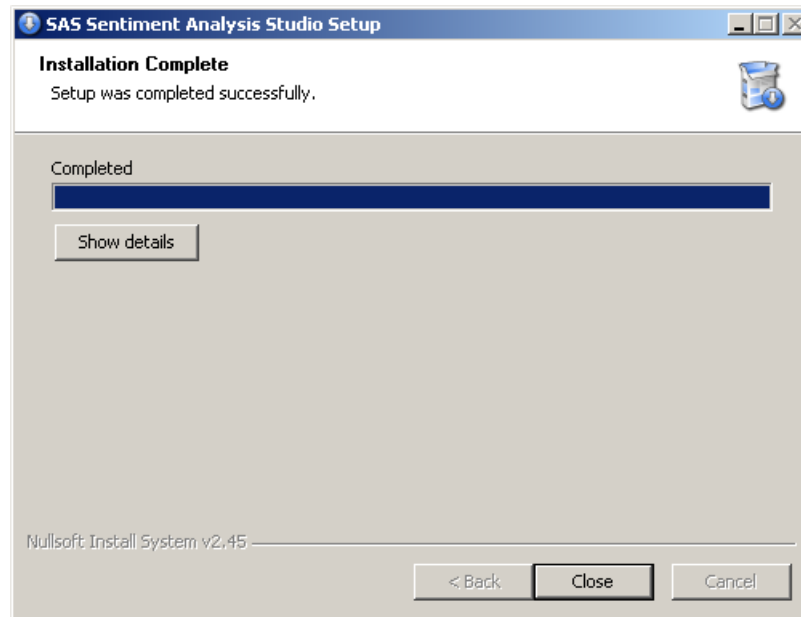 SAS Sentiment Analysis Studio Setup
Installation Complete
Setup was completed successfully.
Completed
Show details
Nullsoft Install System v2.45
< Back
Close
Cancel